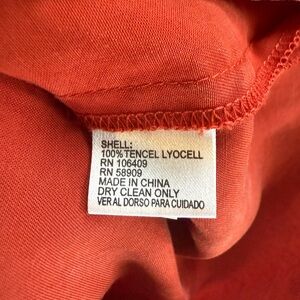 SHELL:
100% TENCEL LYOCELL
RN 106409
RN 58909
MADE IN CHINA
DRY CLEAN ONLY
VER AL DORSO PARA CUIDADO